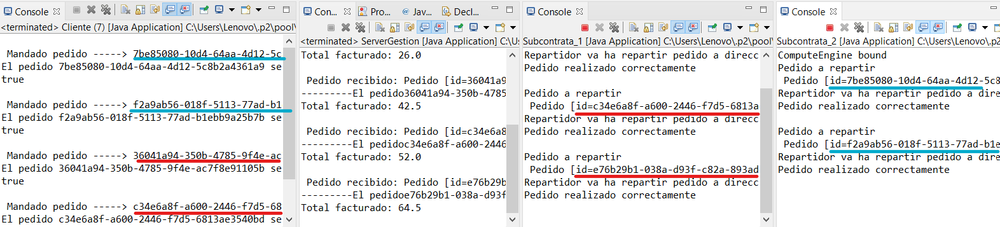 Console
<terminated> Cliente (7) [Java Application] C:\Users\Lenovo\.p2\pool\
Mandado pedido -----> 7be85080-10d4-64aa-4d12-5c
El pedido 7be85080-10d4-64aa-4d12-5c8b2a4361a9 se
true
Mandado pedido -----> f2a9ab56-018f-5113-77ad-b1
El pedido f2a9ab56-018f-5113-77ad-b1ebb9a25b7b se
true
Mandado pedido -----> 36041a94-350b-4785-9f4e-ac
El pedido 36041a94-350b-4785-9f4e-ac7f8e91105b se
true
Mandado pedido -----> c34e6a8f-a600-2446-f7d5-68
El pedido c34e6a8f-a600-2446-f7d5-6813ae3540bd se
Con... Pro... Jav... Decl...
<terminated> ServerGestion [Java Application] C:\Us
Total facturado: 26.0
Pedido recibido: Pedido [id=36041a9
---------El pedido36041a94-350b-4785
Total facturado: 42.5
Pedido recibido: Pedido [id=c34e6a8
---------El pedidoc34e6a8f-a600-2446
Total facturado: 52.0
Pedido recibido: Pedido [id=e76b29b
---------El pedidoe76b29b1-038a-d93f
Total facturado: 64.5
Console
Subcontrata_1 [Java Application] C:\Users\Lenovo\.p2\pool\
Repartidor va ha repartir pedido a direcc
Pedido realizado correctamente
Pedido a repartir
Pedido [id=c34e6a8f-a600-2446-f7d5-6813a
Repartidor va ha repartir pedido a direcc
Pedido realizado correctamente
Pedido a repartir
Pedido [id=e76b29b1-038a-d93f-c82a-893ad
Repartidor va ha repartir pedido a direcc
Pedido realizado correctamente
Console
Subcontrata_2 [Java Application] C:\Users\Lenovo\.p2
ComputeEngine bound
Pedido a repartir
Pedido [id=7be85080-10d4-64aa-4d12-5c8
Repartidor va ha repartir pedido a dire
Pedido realizado correctamente
Pedido a repartir
Pedido [id=f2a9ab56-018f-5113-77ad-b1e
Repartidor va ha repartir pedido a dire
Pedido realizado correctamente